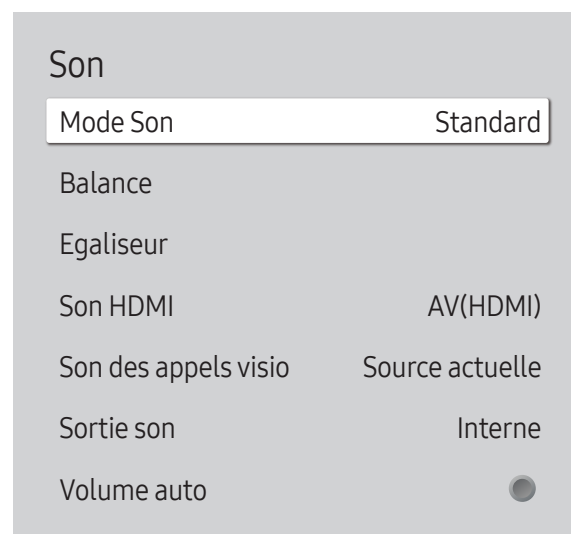 Son
Mode Son Standard
Balance
Egaliseur
Son HDMI AV(HDMI)
Son des appels visio Source actuelle
Sortie son Interne
Volume auto